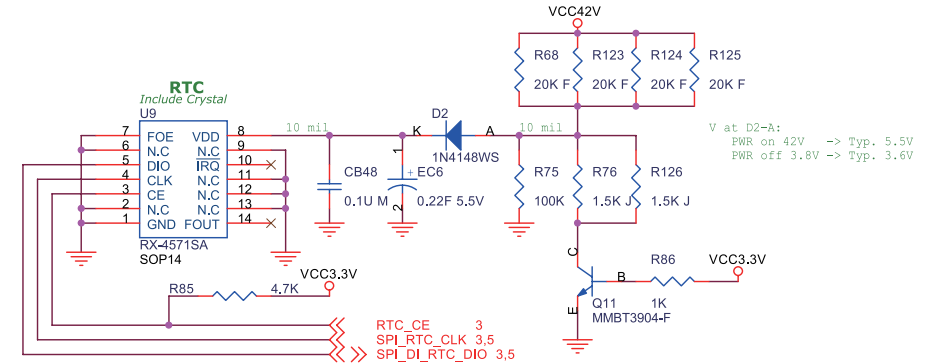 VCC42V
R68
R123
R124
R125
20K F
20K F
20K F
20K F
RTC
Include Crystal
U9
7 FOE VDD 8
6 N.C N.C 9
5 DIO IRQ 10
4 CLK N.C 11
3 CE N.C 12
2 N.C N.C 13
1 GND FOUT 14
RX-4571SA
SOP14
10 mil
D2
K A
1N4148WS
10 mil
V at D2-A:
PWR on 42V -> Typ. 5.5V
PWR off 3.8V -> Typ. 3.6V
CB48
0.1U M
1
+ EC6
0.22F 5.5V
2
R75
100K
R76
1.5K J
R126
1.5K J
VCC3.3V
R85
4.7K
C
B
E
Q11
MMBT3904-F
R86
1K
VCC3.3V
RTC_CE 3
SPI_RTC_CLK 3,5
SPI_DI_RTC_DIO 3,5